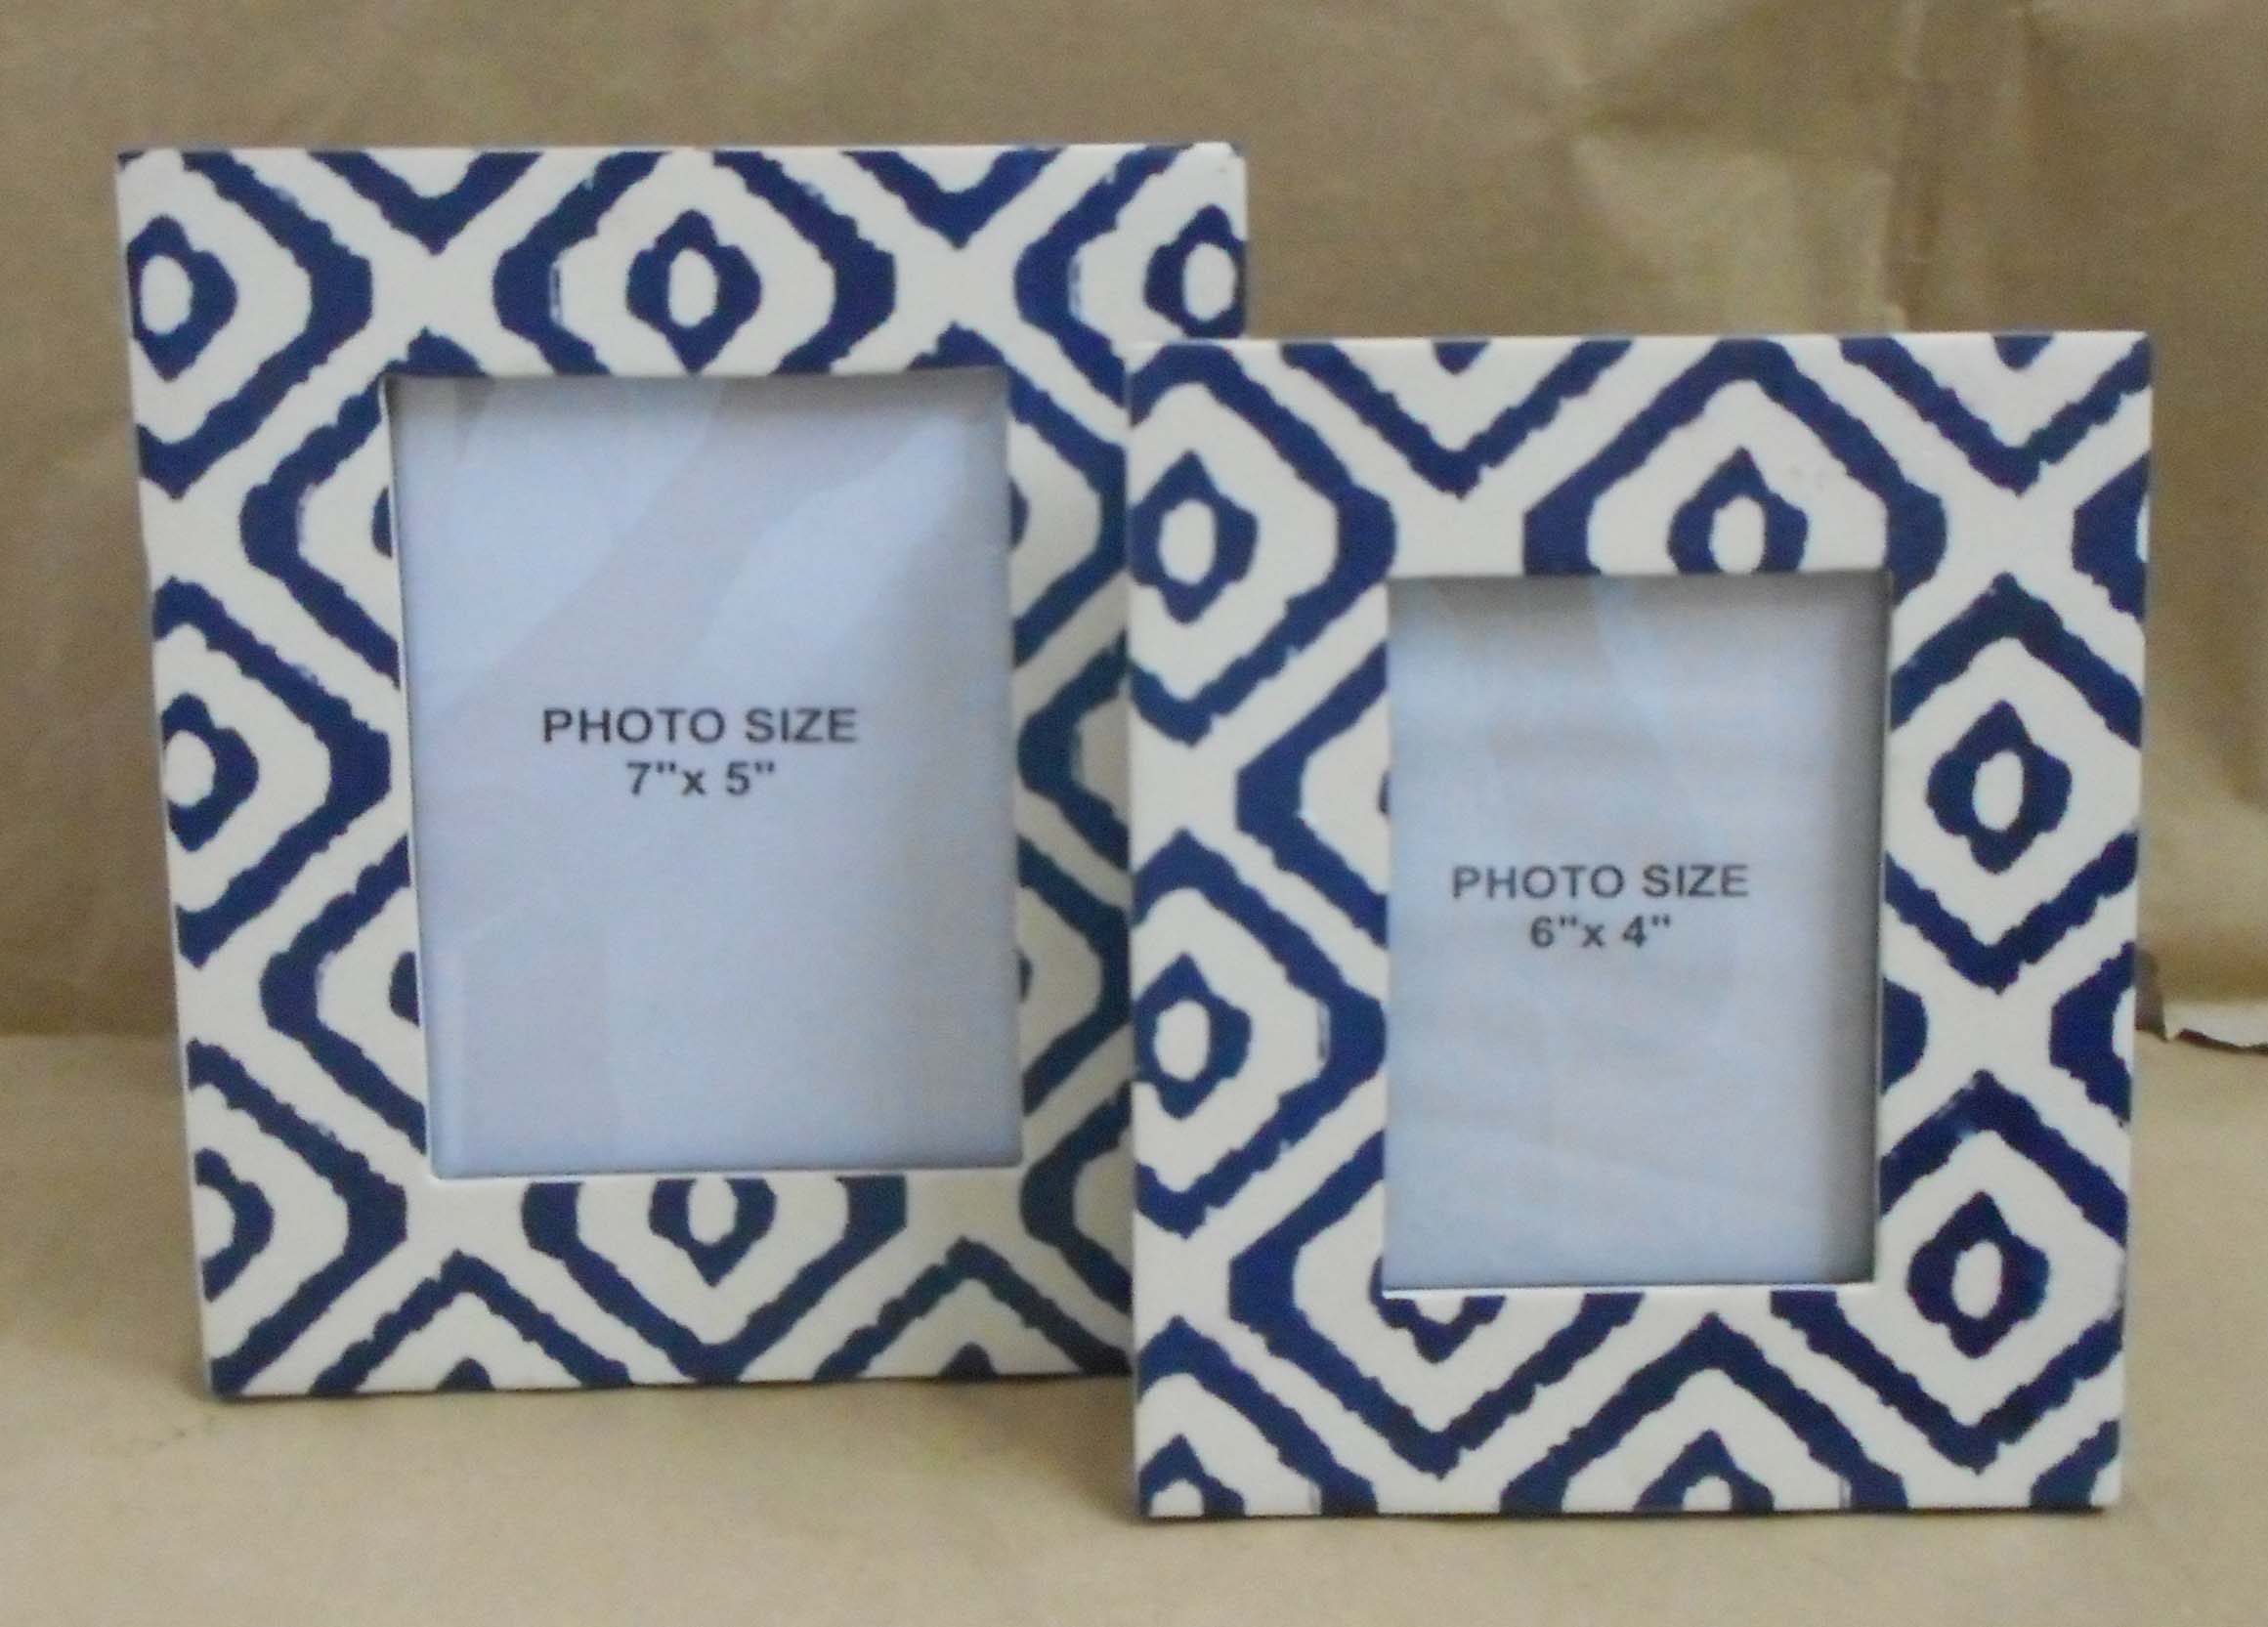 PHOTO SIZE
7"x 5"
PHOTO SIZE
6"x 4"